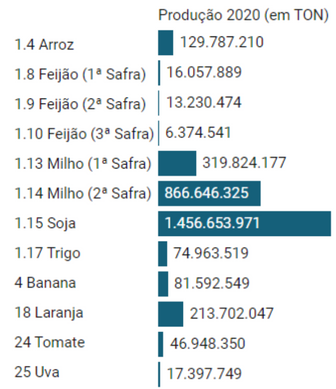 Produção 2020 (em TON)
1.4 Arroz 129.787.210
1.8 Feijão (1ª Safra) 16.057.889
1.9 Feijão (2ª Safra) 13.230.474
1.10 Feijão (3ª Safra) 6.374.541
1.13 Milho (1ª Safra) 319.824.177
1.14 Milho (2ª Safra) 866.646.325
1.15 Soja 1.456.653.971
1.17 Trigo 74.963.519
4 Banana 81.592.549
18 Laranja 213.702.047
24 Tomate 46.948.350
25 Uva 17.397.749